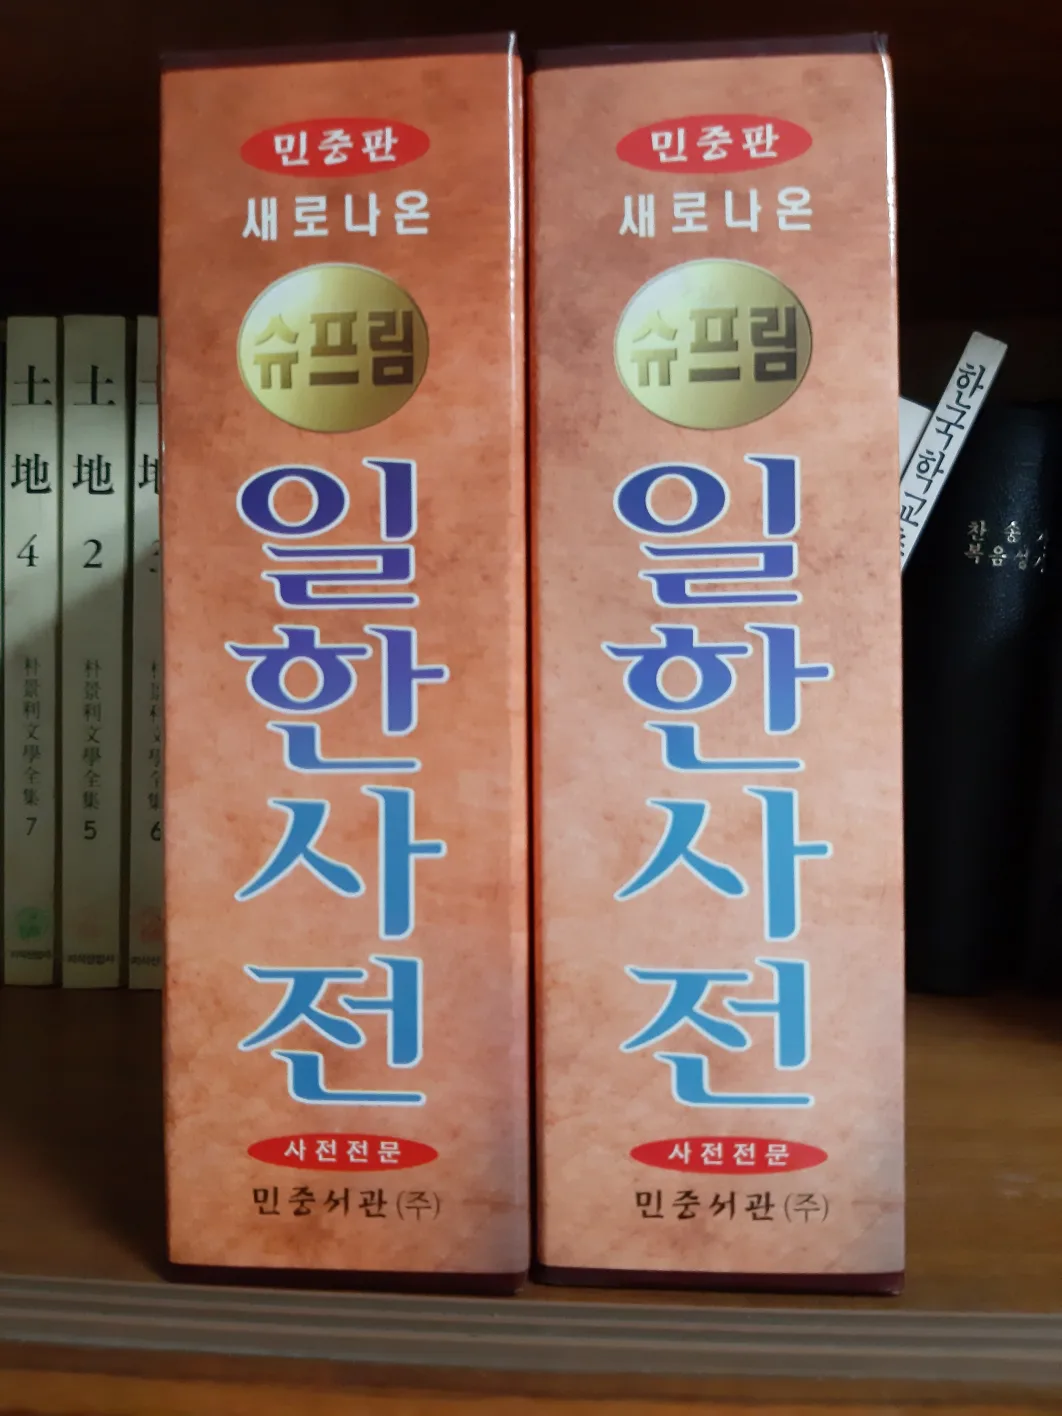 민중판
새로나온
슈프림
일한사전
사전전문
민중서관(주)
민중판
새로나온
슈프림
일한사전
사전전문
민중서관(주)
土地
4
朴景利文學全集
7
土地
2
朴景利文學全集
5
6
한국학교
찬송
복음성